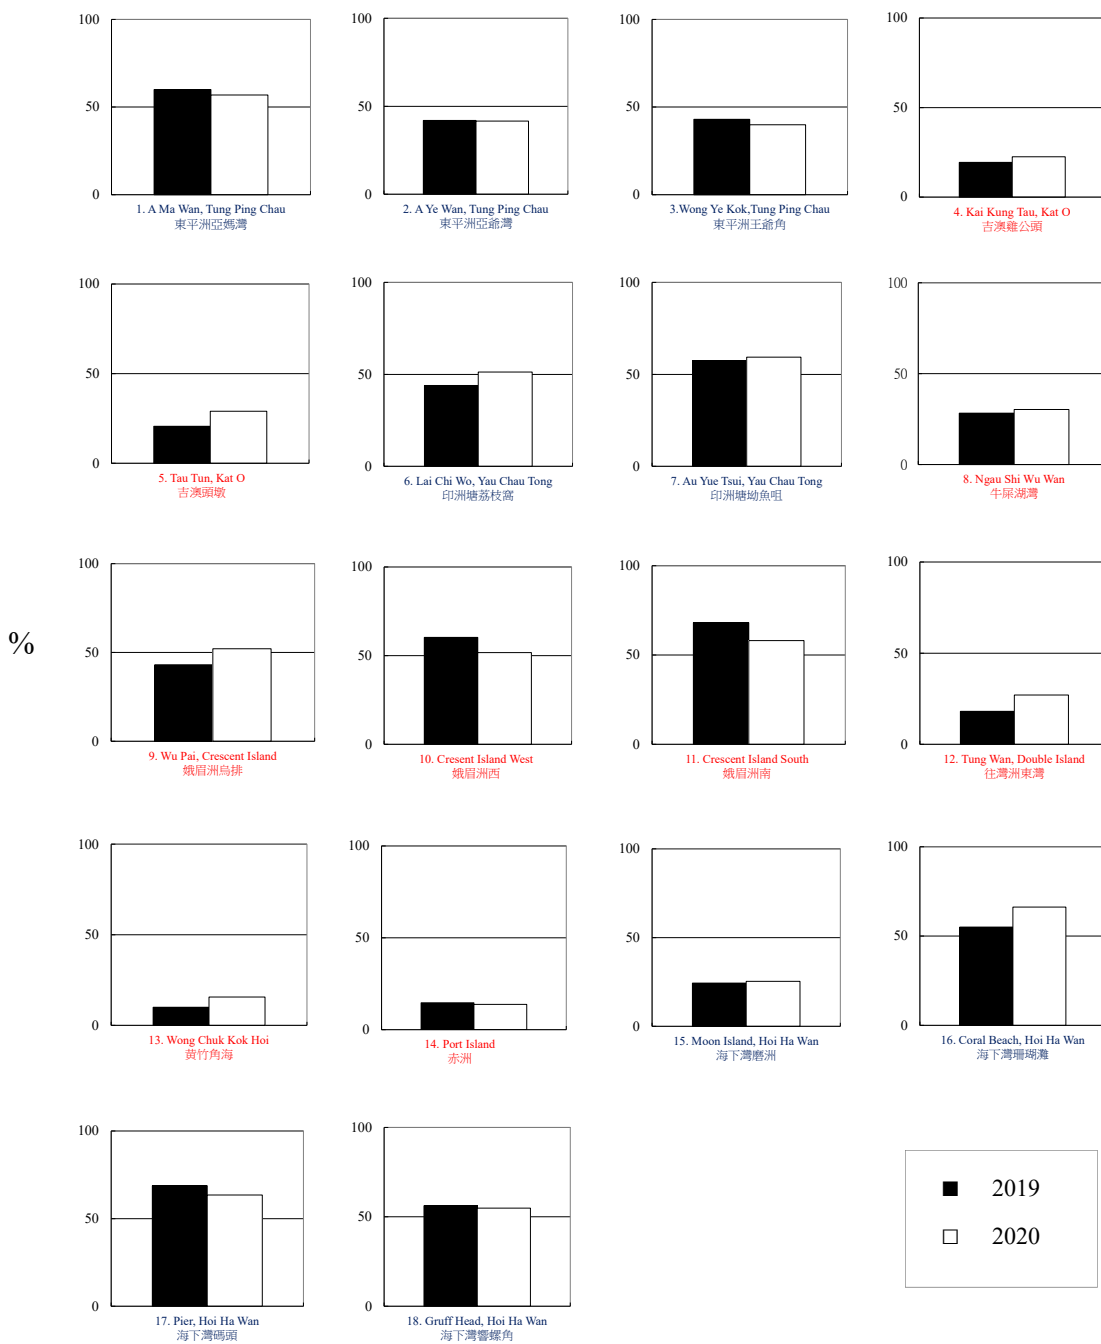 100
50
0
1. A Ma Wan, Tung Ping Chau
東平洲亞媽灣
100
50
0
2. A Ye Wan, Tung Ping Chau
東平洲亞爺灣
100
50
0
3.Wong Ye Kok,Tung Ping Chau
東平洲王爺角
100
50
0
4. Kai Kung Tau, Kat O
吉澳雞公頭
100
50
0
5. Tau Tun, Kat O
吉澳頭墩
100
50
0
6. Lai Chi Wo, Yau Chau Tong
印洲塘荔枝窩
100
50
0
7. Au Yue Tsui, Yau Chau Tong
印洲塘坳魚咀
100
50
0
8. Ngau Shi Wu Wan
牛屎湖灣
%
100
50
0
9. Wu Pai, Crescent Island
娥眉洲烏排
100
50
0
10. Cresent Island West
娥眉洲西
100
50
0
11. Crescent Island South
娥眉洲南
100
50
0
12. Tung Wan, Double Island
往灣洲東灣
100
50
0
13. Wong Chuk Kok Hoi
黃竹角海
100
50
0
14. Port Island
赤洲
100
50
0
15. Moon Island, Hoi Ha Wan
海下灣磨洲
100
50
0
16. Coral Beach, Hoi Ha Wan
海下灣珊瑚灘
100
50
0
17. Pier, Hoi Ha Wan
海下灣碼頭
100
50
0
18. Gruff Head, Hoi Ha Wan
海下灣響螺角
2019
2020